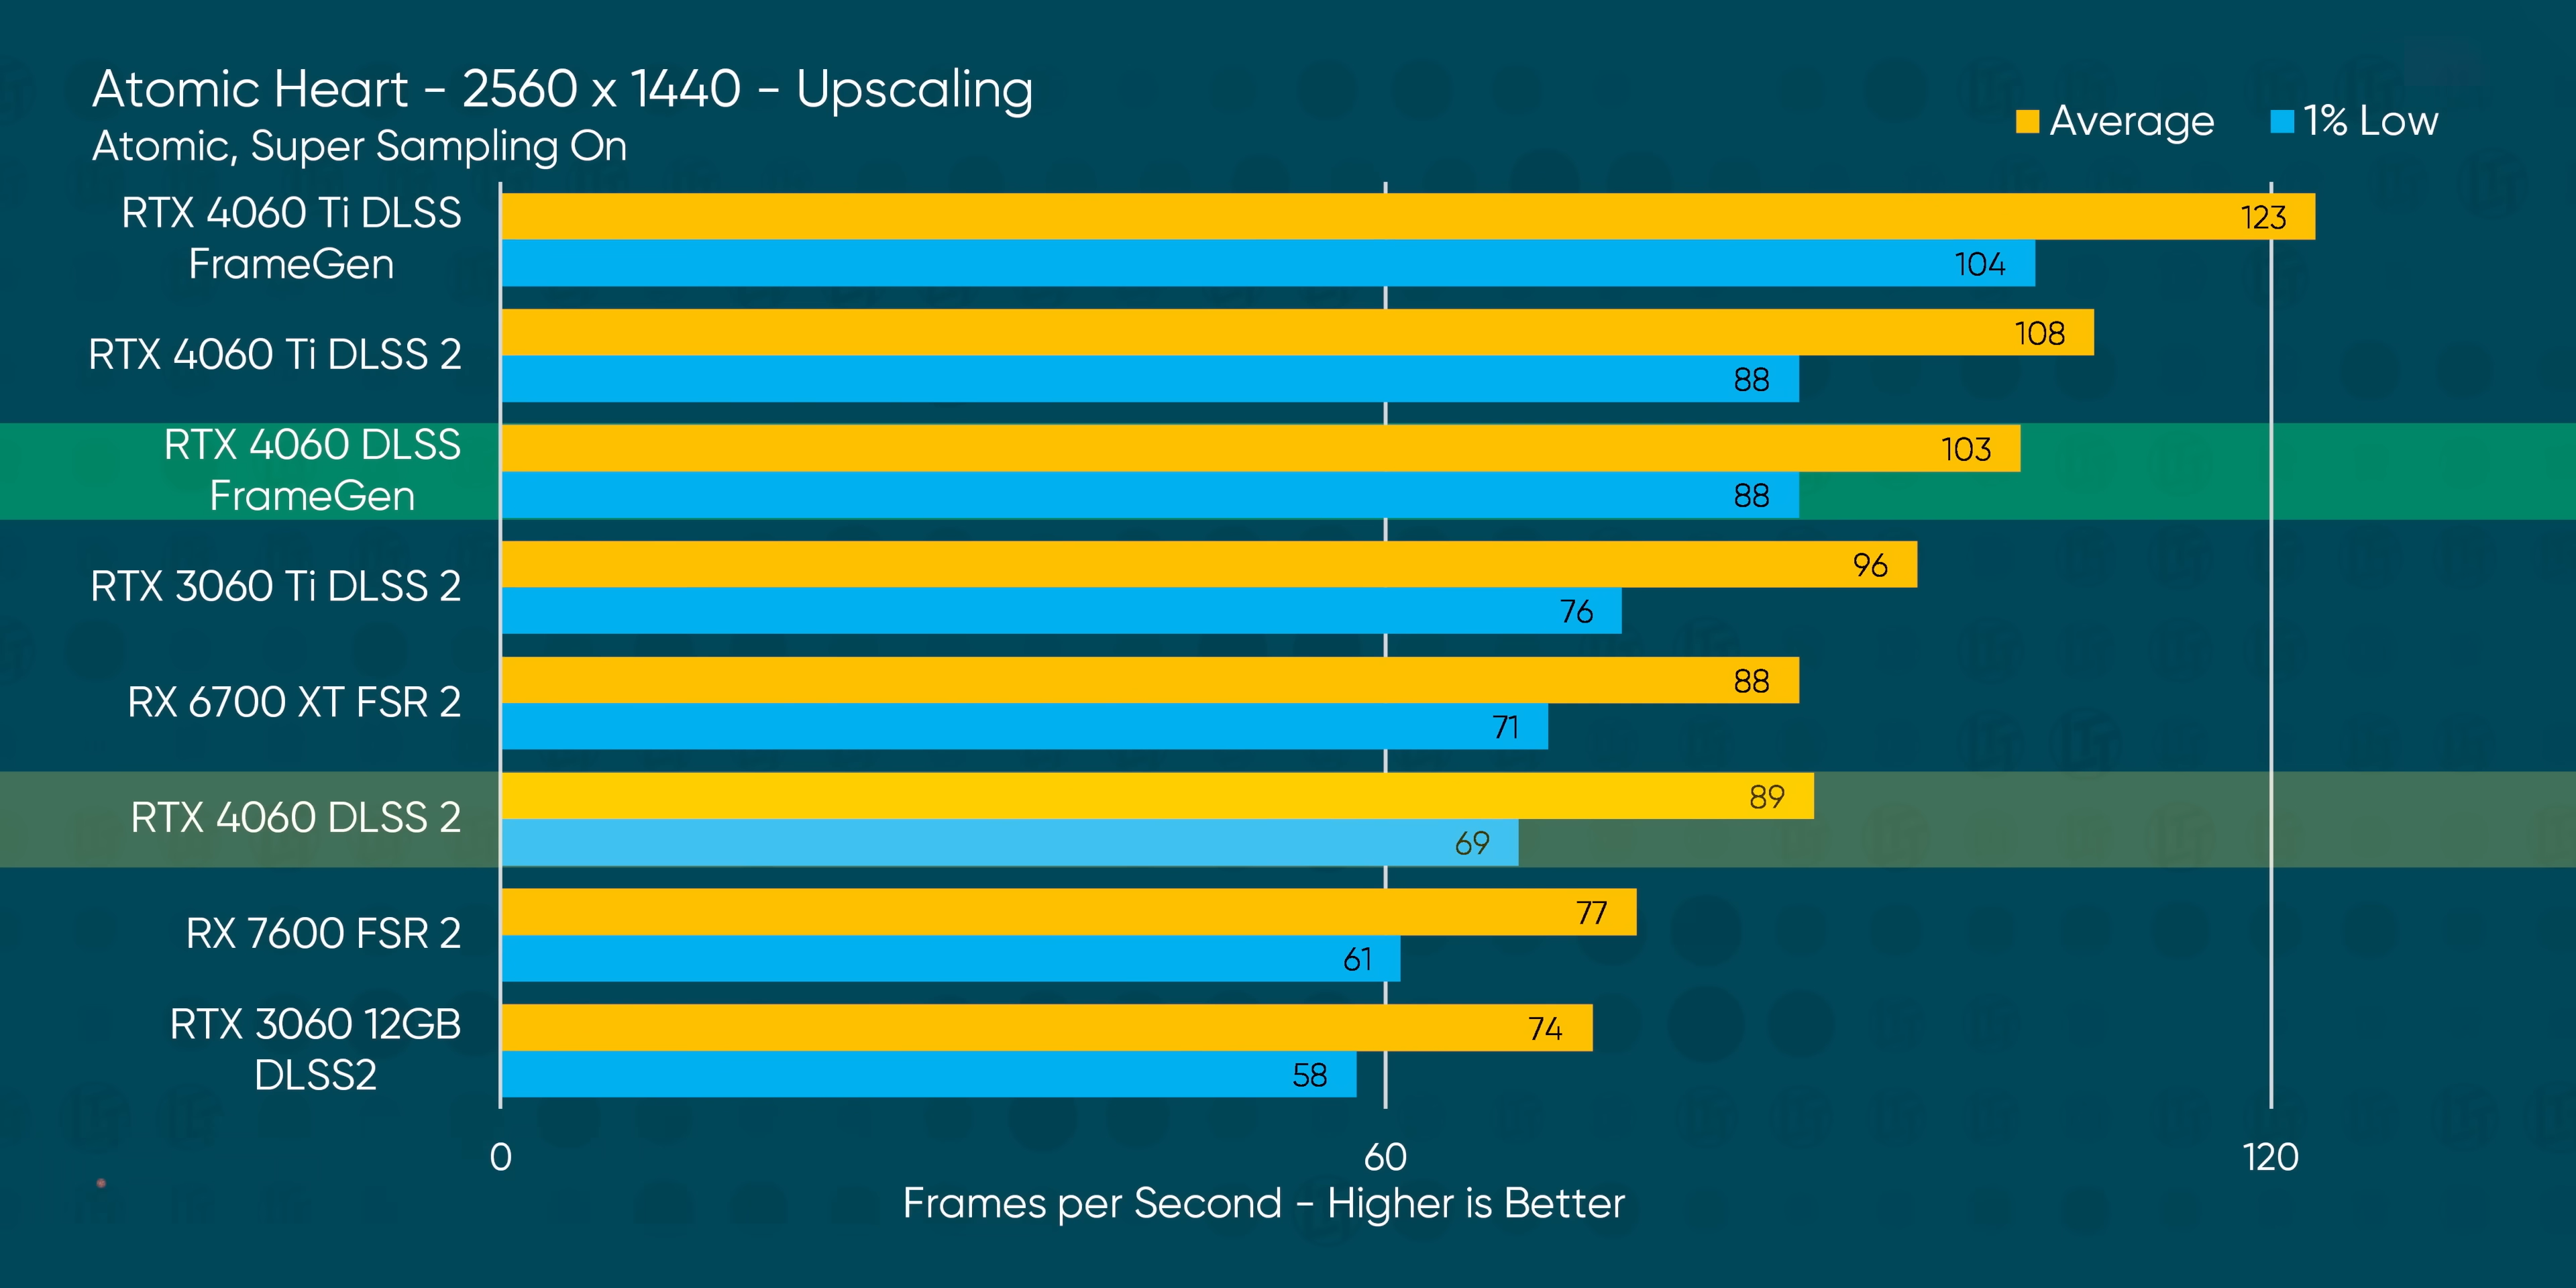 Atomic Heart - 2560 x 1440 - Upscaling
Atomic, Super Sampling On
Average
1% Low
RTX 4060 Ti DLSS
FrameGen
123
104
RTX 4060 Ti DLSS 2
108
88
RTX 4060 DLSS
FrameGen
103
88
RTX 3060 Ti DLSS 2
96
76
RX 6700 XT FSR 2
88
71
RTX 4060 DLSS 2
89
69
RX 7600 FSR 2
77
61
RTX 3060 12GB
DLSS2
74
58
0
60
120
Frames per Second - Higher is Better